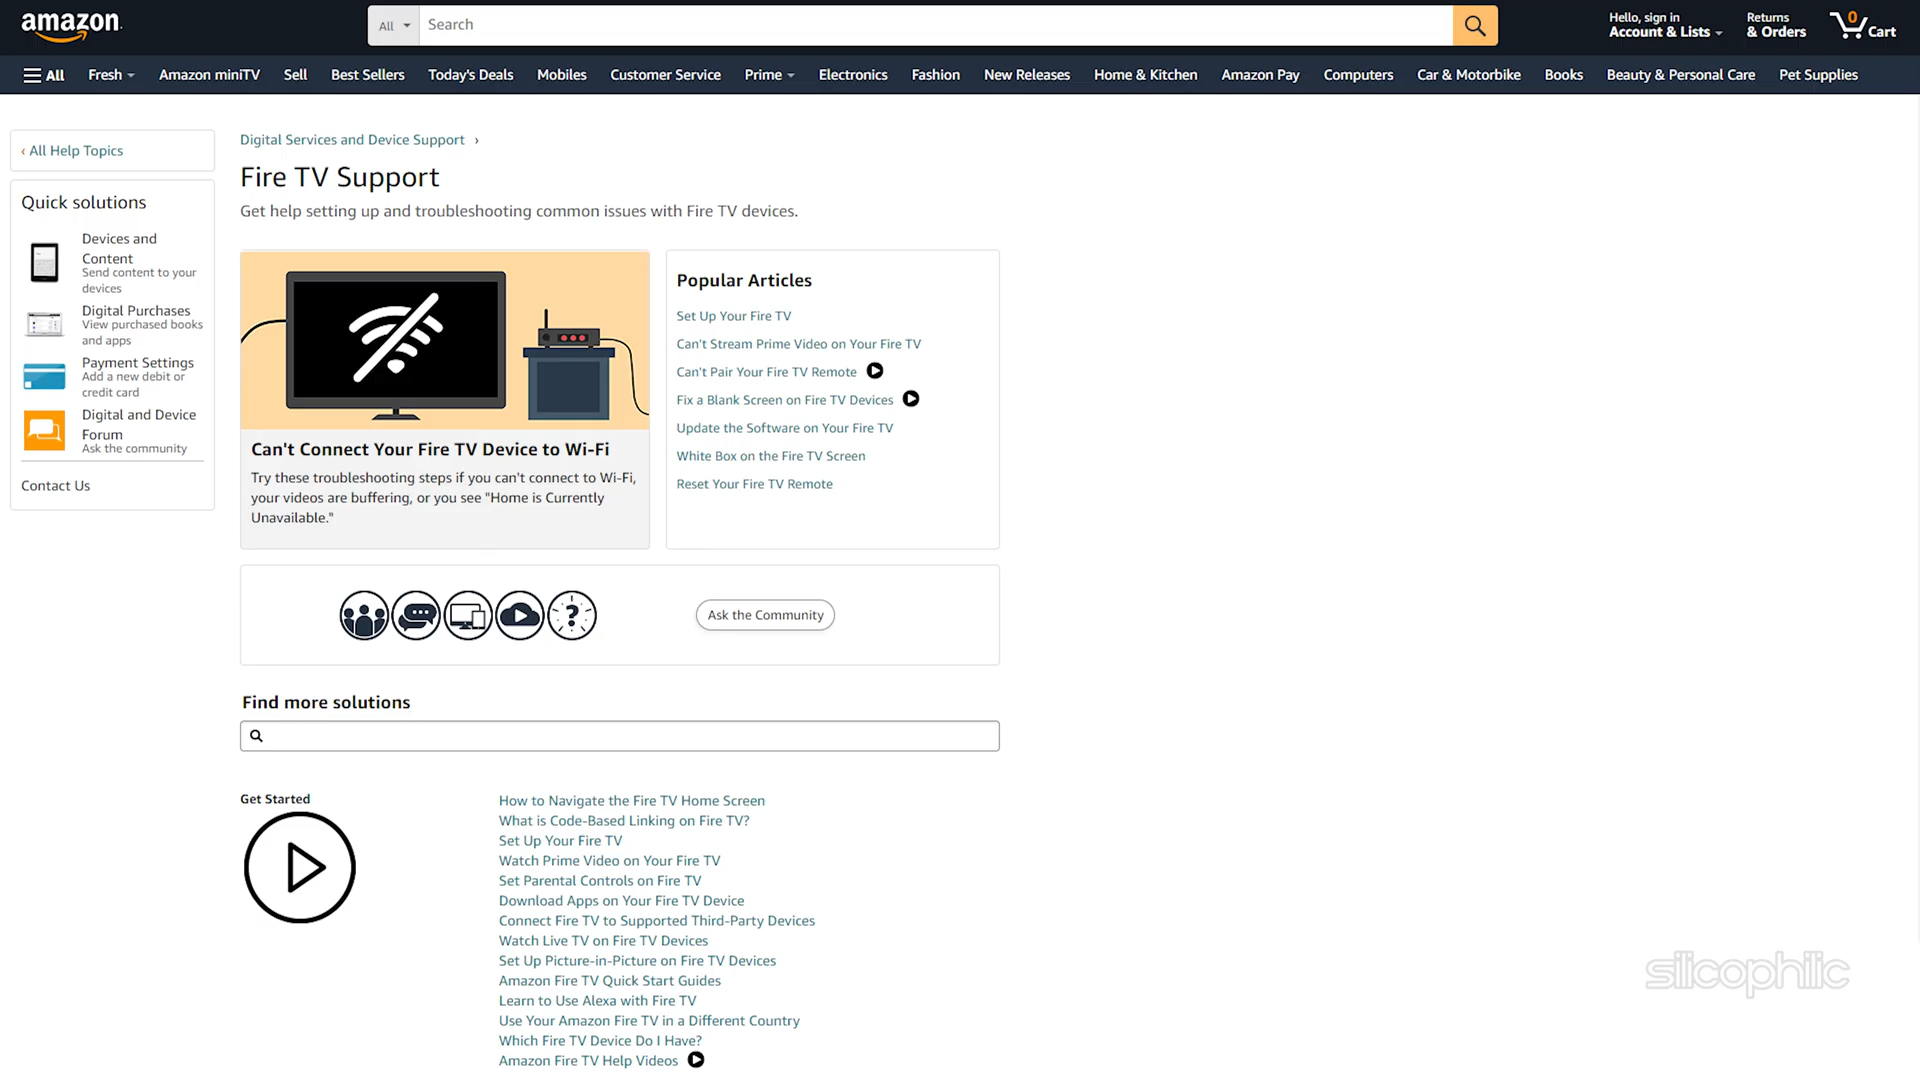 amazon
All
Search
Hello, sign in
Account & Lists
Returns
& Orders
0
Cart
All
Fresh
Amazon miniTV
Sell
Best Sellers
Today's Deals
Mobiles
Customer Service
Prime
Electronics
Fashion
New Releases
Home & Kitchen
Amazon Pay
Computers
Car & Motorbike
Books
Beauty & Personal Care
Pet Supplies
‹ All Help Topics
Quick solutions
Devices and
Content
Send content to your
devices
Digital Purchases
View purchased books
and apps
Payment Settings
Add a new debit or
credit card
Digital and Device
Forum
Ask the community
Contact Us
Digital Services and Device Support ›
Fire TV Support
Get help setting up and troubleshooting common issues with Fire TV devices.
Can't Connect Your Fire TV Device to Wi-Fi
Try these troubleshooting steps if you can't connect to Wi-Fi,
your videos are buffering, or you see "Home is Currently
Unavailable."
Popular Articles
Set Up Your Fire TV
Can't Stream Prime Video on Your Fire TV
Can't Pair Your Fire TV Remote
Fix a Blank Screen on Fire TV Devices
Update the Software on Your Fire TV
White Box on the Fire TV Screen
Reset Your Fire TV Remote
?
Ask the Community
Find more solutions
Get Started
How to Navigate the Fire TV Home Screen
What is Code-Based Linking on Fire TV?
Set Up Your Fire TV
Watch Prime Video on Your Fire TV
Set Parental Controls on Fire TV
Download Apps on Your Fire TV Device
Connect Fire TV to Supported Third-Party Devices
Watch Live TV on Fire TV Devices
Set Up Picture-in-Picture on Fire TV Devices
Amazon Fire TV Quick Start Guides
Learn to Use Alexa with Fire TV
Use Your Amazon Fire TV in a Different Country
Which Fire TV Device Do I Have?
Amazon Fire TV Help Videos
silicophilic